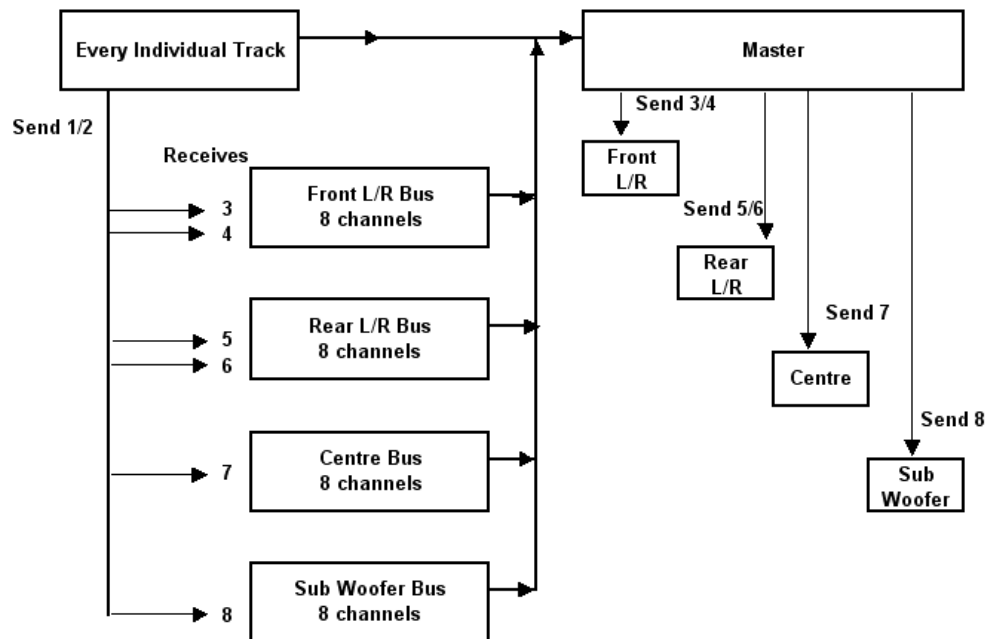 Every Individual Track
Master
Send 1/2
Receives
3
4
Front L/R Bus
8 channels
5
6
Rear L/R Bus
8 channels
7
Centre Bus
8 channels
8
Sub Woofer Bus
8 channels
Send 3/4
Front
L/R
Send 5/6
Rear
L/R
Send 7
Centre
Send 8
Sub
Woofer